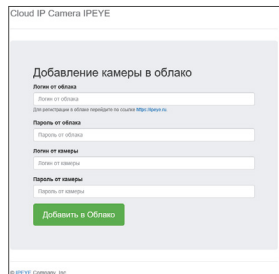 Cloud IP Camera IPEYE
Добавление камеры в облако
Логин от облака
Логин от облака
Для регистрации в облаке перейдите по ссылке https://ipeye.ru
Пароль от облака
Пароль от облака
Логин от камеры
Логин от камеры
Пароль от камеры
Пароль от камеры
Добавить в Облако
© IPEYE Company, Inc